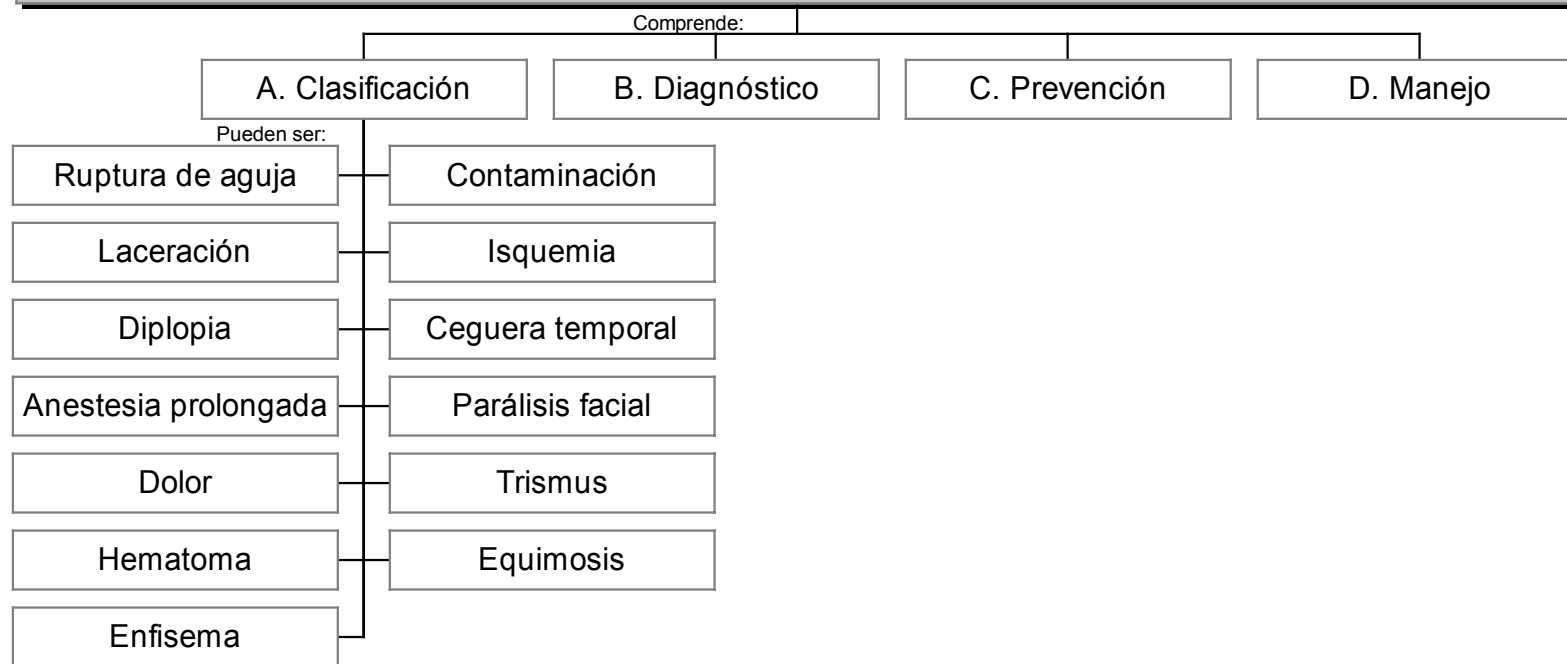 Comprende:
A. Clasificación
B. Diagnóstico
C. Prevención
D. Manejo
Pueden ser:
Ruptura de aguja
Contaminación
Laceración
Isquemia
Diplopia
Ceguera temporal
Anestesia prolongada
Parálisis facial
Dolor
Trismus
Hematoma
Equimosis
Enfisema